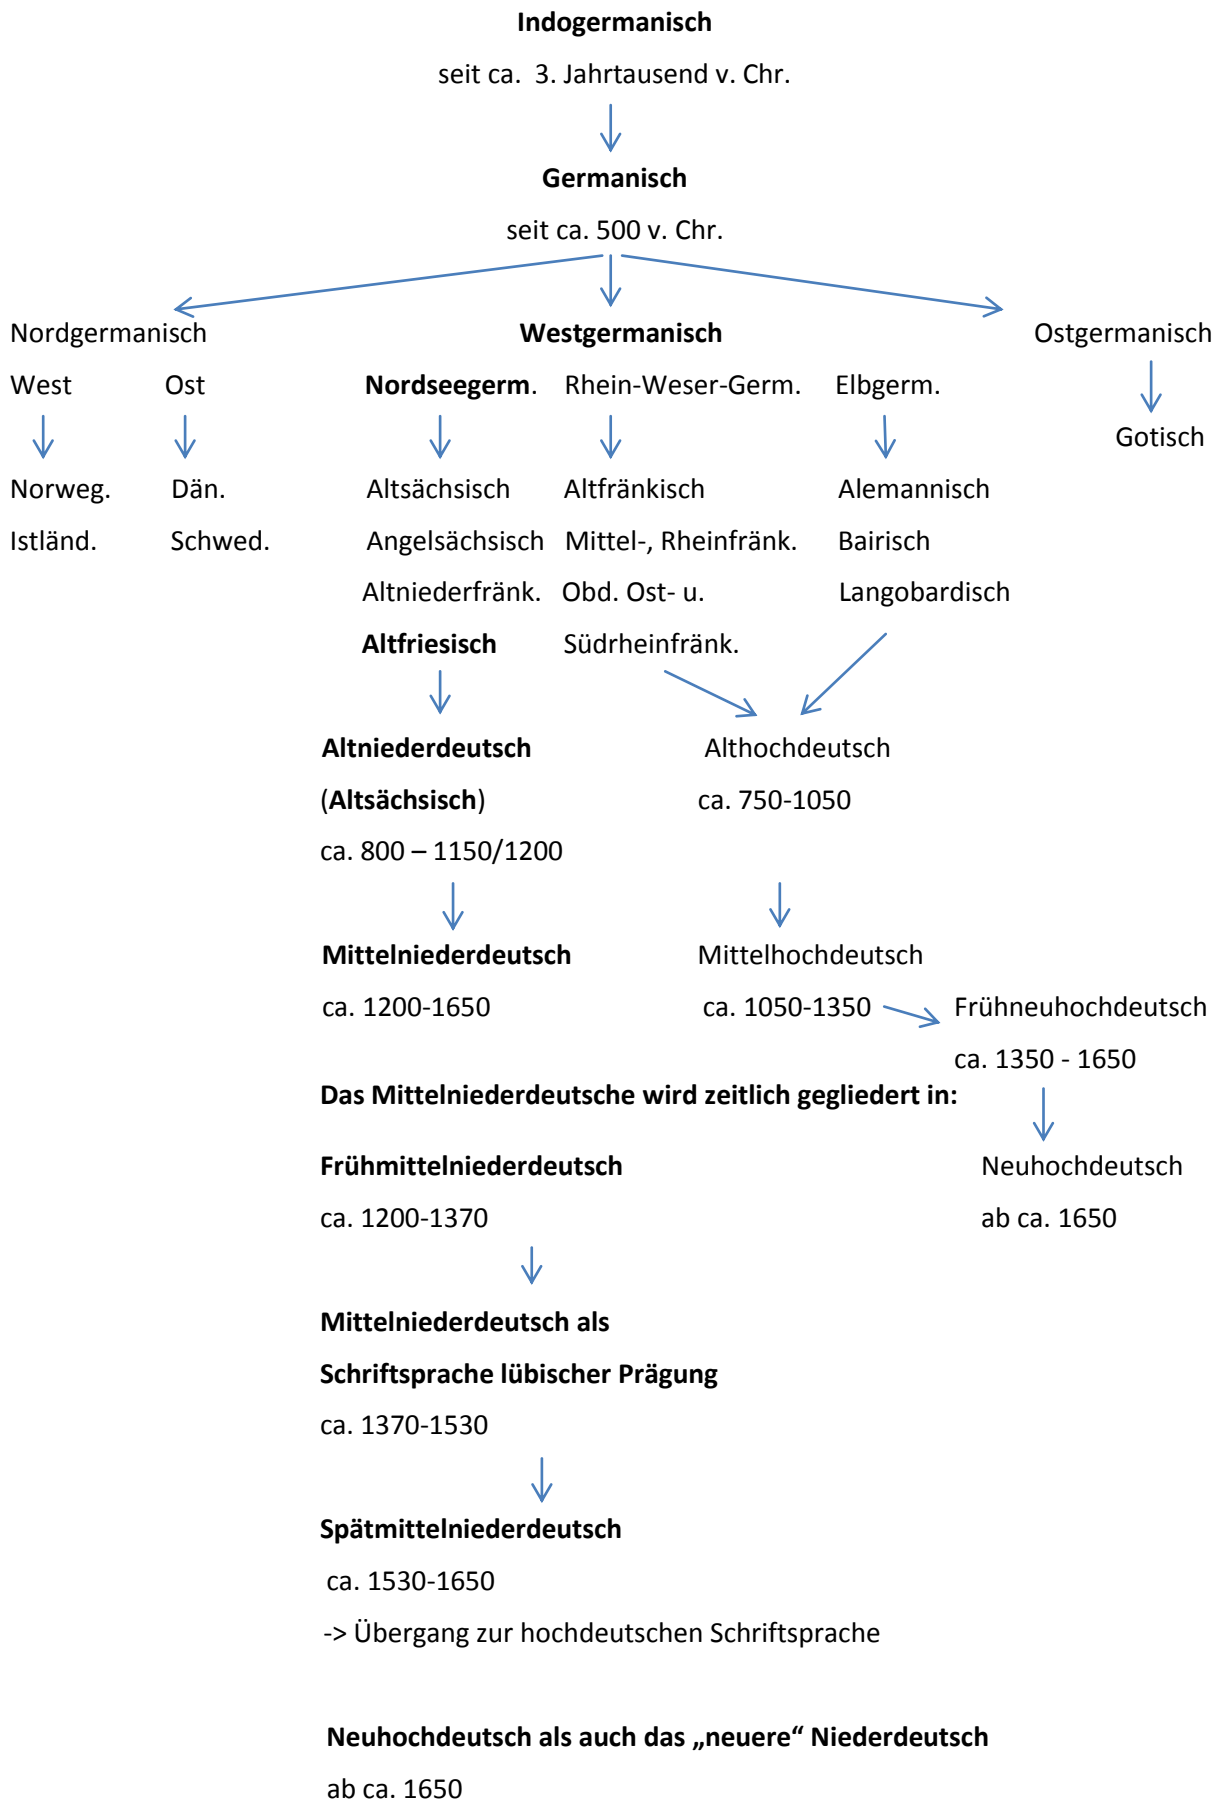 Indogermanisch
seit ca. 3. Jahrtausend v. Chr.
Germanisch
seit ca. 500 v. Chr.
Nordgermanisch Westgermanisch Ostgermanisch
West Ost Nordseegerm. Rhein-Weser-Germ. Elbgerm.
Gotisch
Norweg. Dän. Altsächsisch Altfränkisch Alemannisch
Istländ. Schwed. Angelsächsisch Mittel-, Rheinfränk. Bairisch
Altniederfränk. Obd. Ost- u. Langobardisch
Altfriesisch Südrheinfränk.
Altniederdeutsch Althochdeutsch
(Altsächsisch) ca. 750-1050
ca. 800 – 1150/1200
Mittelniederdeutsch Mittelhochdeutsch
ca. 1200-1650 ca. 1050-1350 Frühneuhochdeutsch
ca. 1350 - 1650
Das Mittelniederdeutsche wird zeitlich gegliedert in:
Frühmittelniederdeutsch Neuhochdeutsch
ca. 1200-1370 ab ca. 1650
Mittelniederdeutsch als
Schriftsprache lübischer Prägung
ca. 1370-1530
Spätmittelniederdeutsch
ca. 1530-1650
-> Übergang zur hochdeutschen Schriftsprache
Neuhochdeutsch als auch das „neuere“ Niederdeutsch
ab ca. 1650